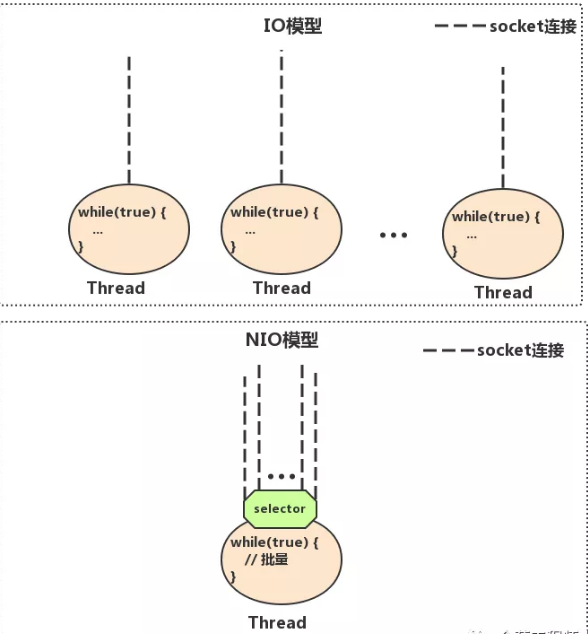 IO模型
socket连接
while(true) {
...
}
Thread
while(true) {
...
}
Thread
...
while(true) {
...
}
Thread
NIO模型
socket连接
...
selector
while(true) {
// 批量
}
Thread